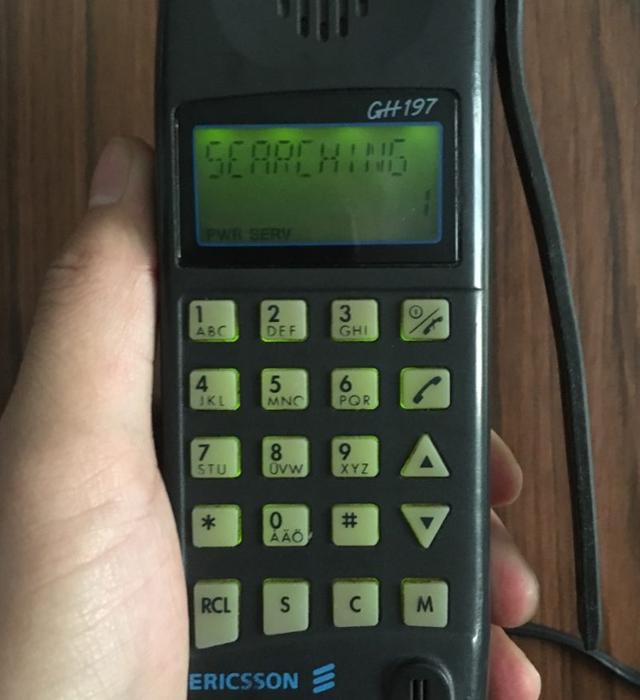 GH197
SEARCHING
1
PWR SERV
1 2 3
ABC DEF GHI
4 5 6
JKL MNO PQR
7 8 9
STU ÜVW XYZ
* 0 #
ÅÄÖ
RCL S C M
ERICSSON